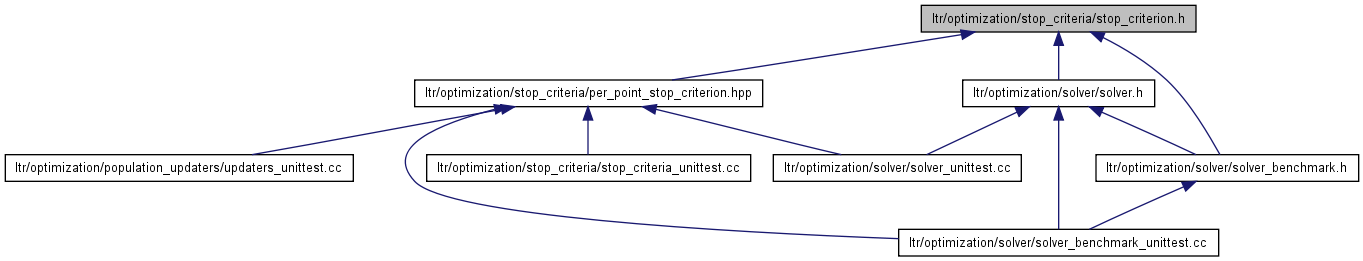 ltr/optimization/stop_criteria/stop_criterion.h
ltr/optimization/stop_criteria/per_point_stop_criterion.hpp
ltr/optimization/solver/solver.h
ltr/optimization/population_updaters/updaters_unittest.cc
ltr/optimization/stop_criteria/stop_criteria_unittest.cc
ltr/optimization/solver/solver_unittest.cc
ltr/optimization/solver/solver_benchmark.h
ltr/optimization/solver/solver_benchmark_unittest.cc